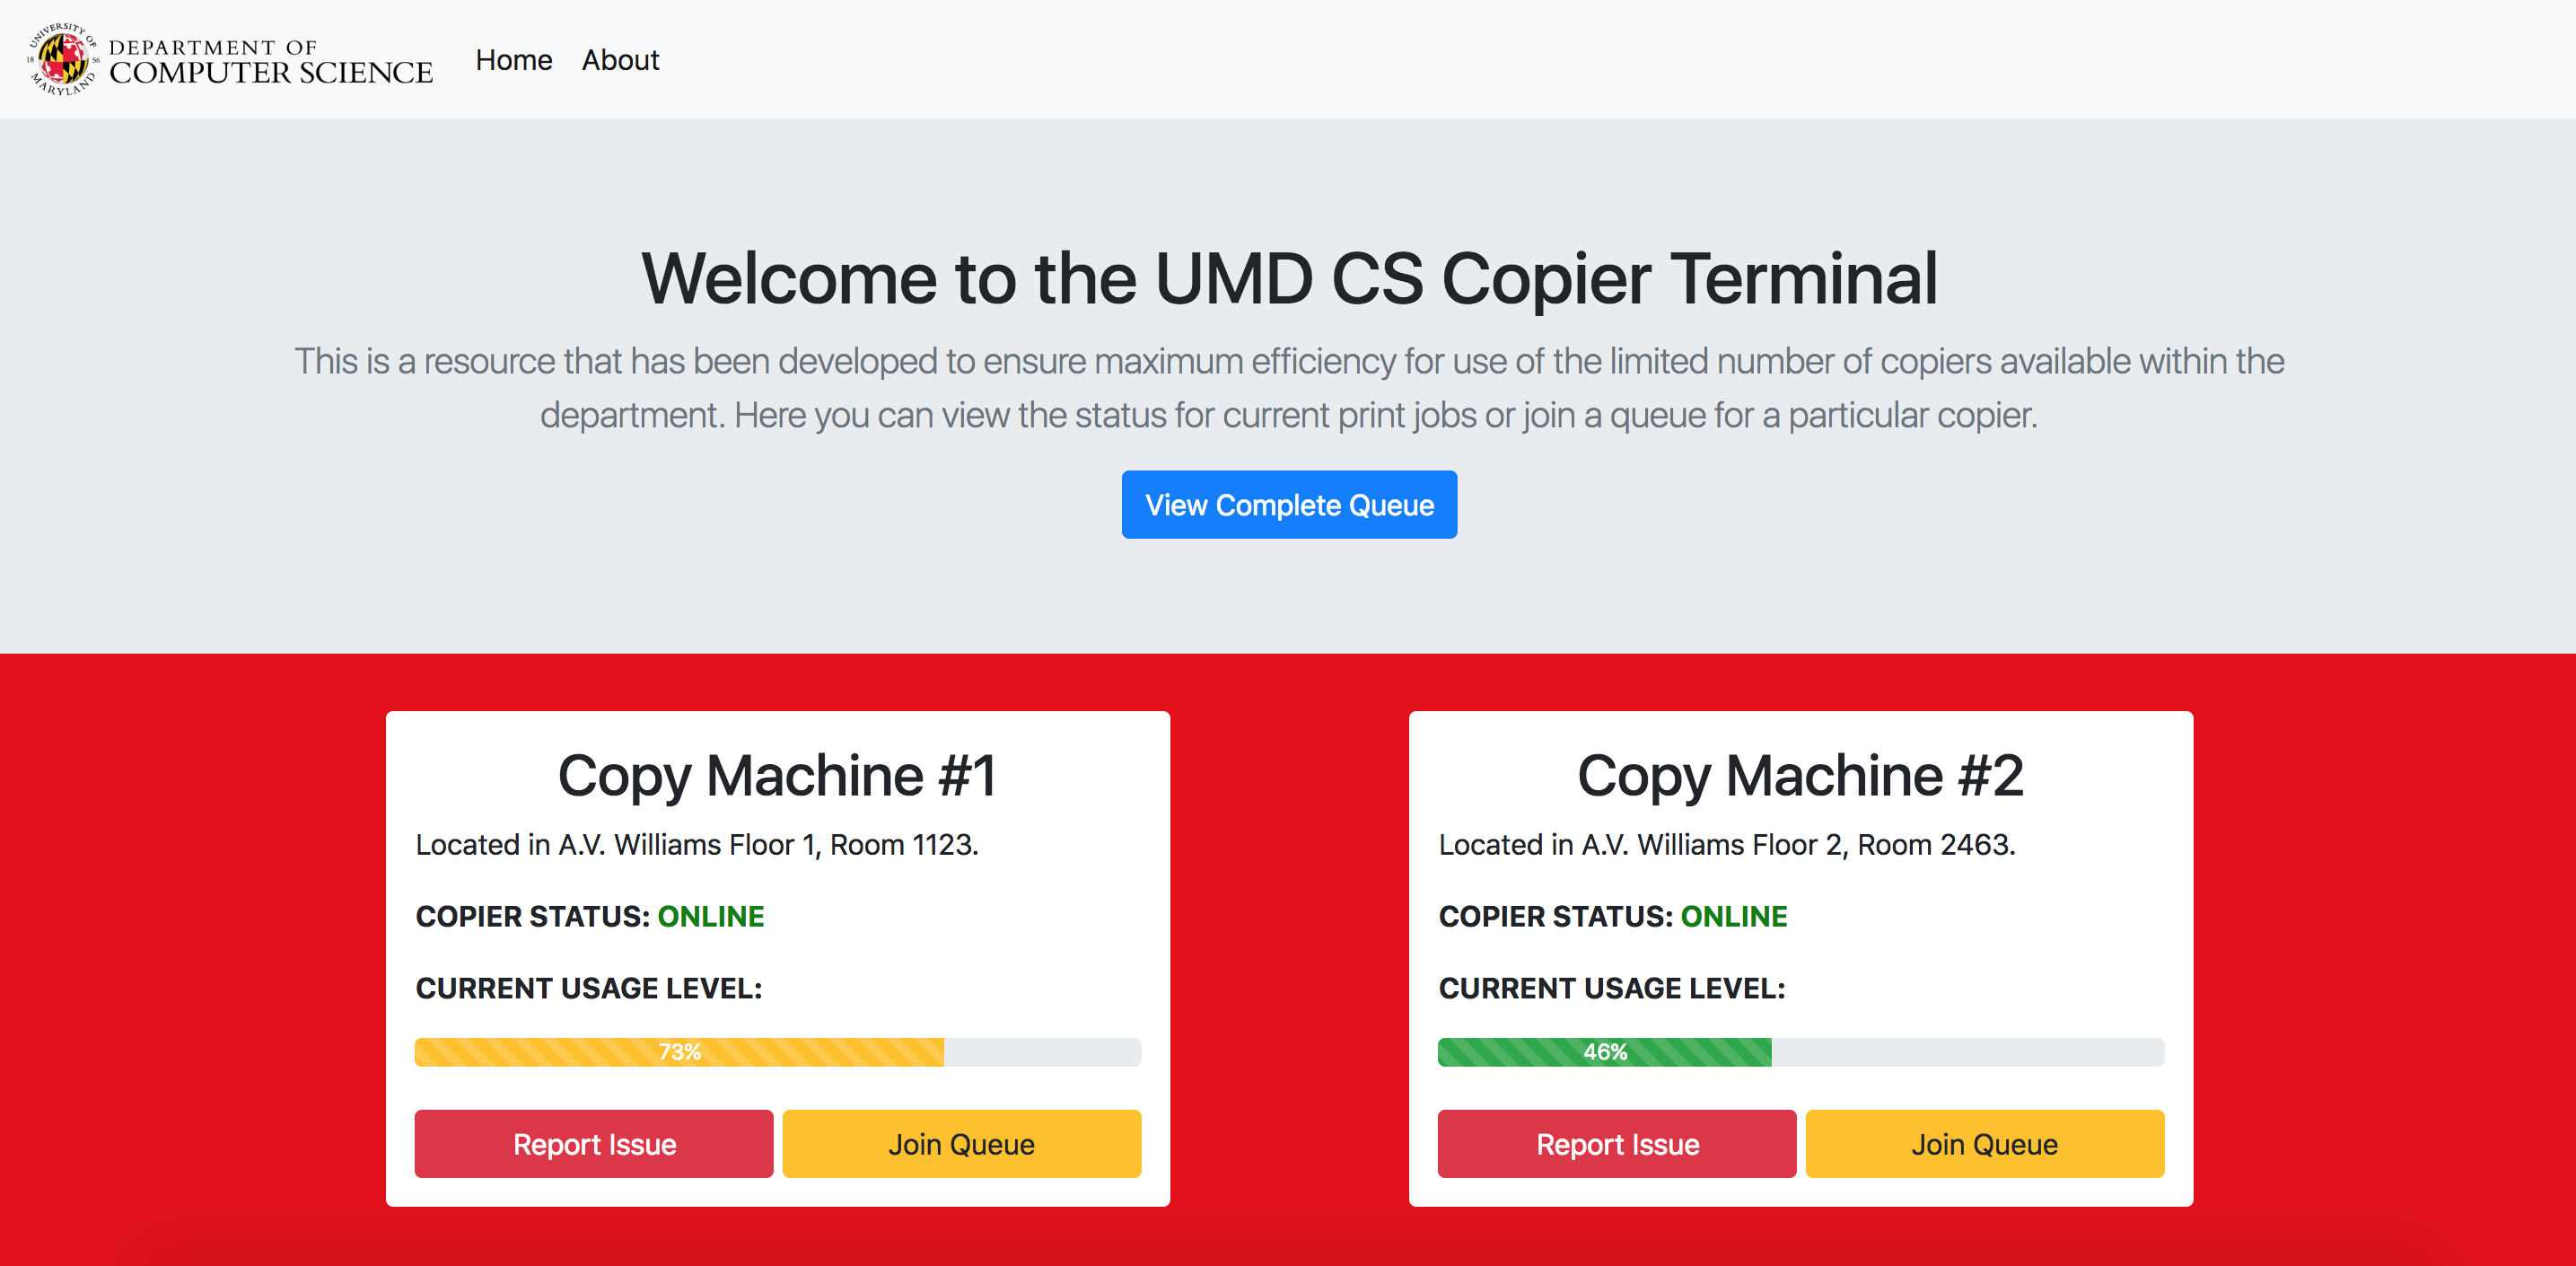 UNIVERSITY OF
18 56
MARYLAND
DEPARTMENT OF
COMPUTER SCIENCE
Home About
Welcome to the UMD CS Copier Terminal
This is a resource that has been developed to ensure maximum efficiency for use of the limited number of copiers available within the
department. Here you can view the status for current print jobs or join a queue for a particular copier.
View Complete Queue
Copy Machine #1
Located in A.V. Williams Floor 1, Room 1123.
COPIER STATUS: ONLINE
CURRENT USAGE LEVEL:
73%
Report Issue Join Queue
Copy Machine #2
Located in A.V. Williams Floor 2, Room 2463.
COPIER STATUS: ONLINE
CURRENT USAGE LEVEL:
46%
Report Issue Join Queue